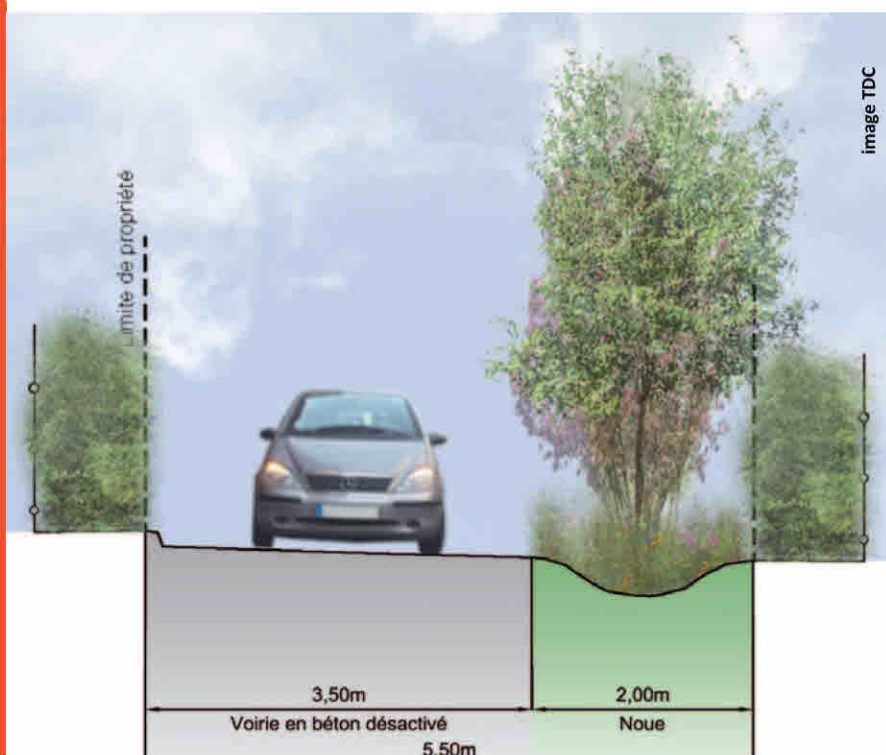 image TDC
Limite de propriété
3,50m
2,00m
Voirie en béton désactivé
Noue
5,50m